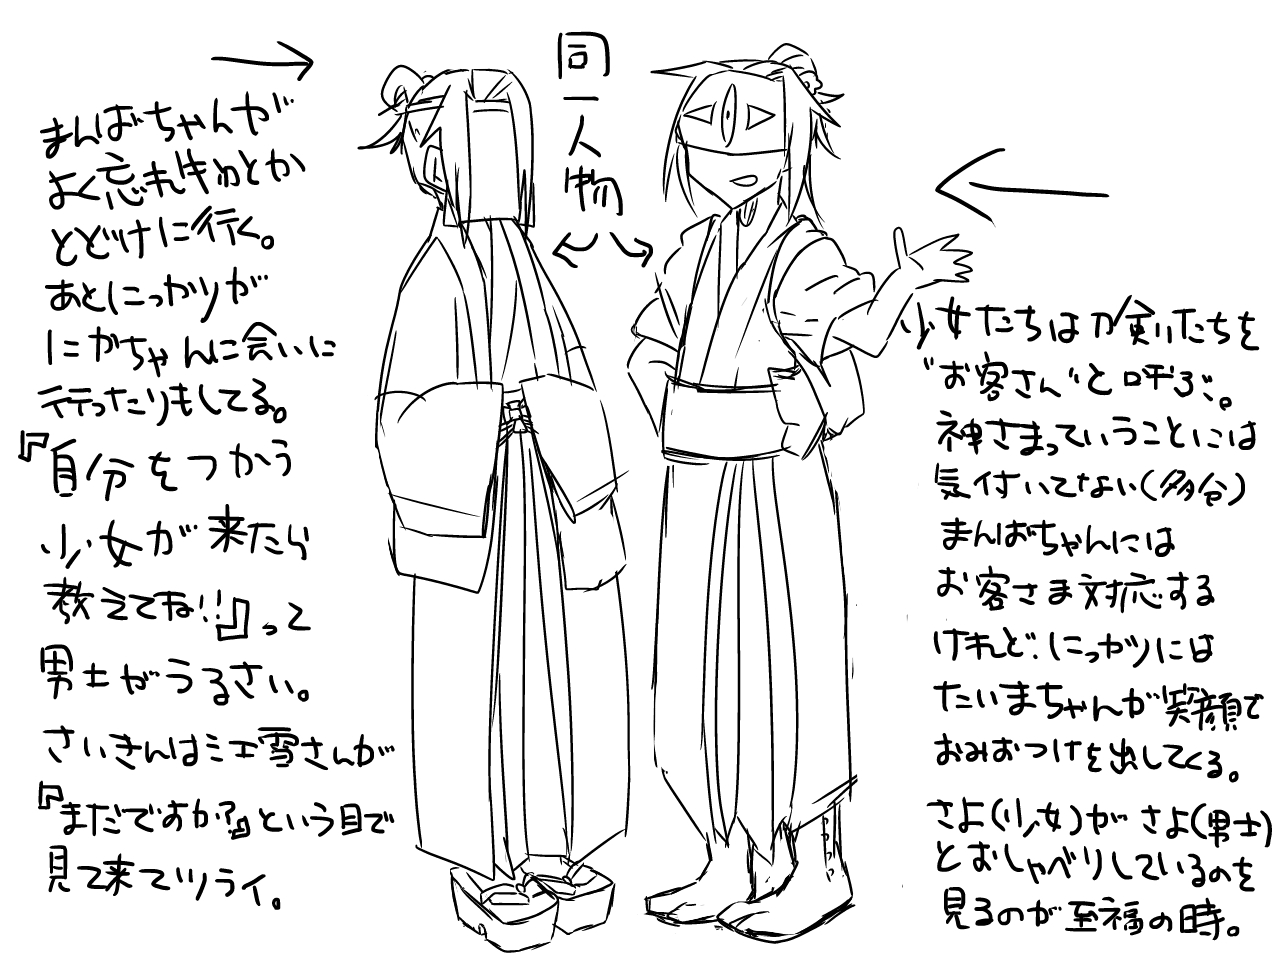 同一人物
まんばちゃんが
よく忘れ物とか
とどけに行く。
あとにっかりが
にかちゃんに会いに
行ったりもしてる。
『自分をつかう
少女が来たら
教えてね!!』って
男士がうるさい。
さいきんは江雪さんが
『まだですか?』という目で
見て来てツライ。
少女たちは刀剣たちを
"お客さん"と呼ぶ。
神さまっていうことには
気付いてない(多分)
まんばちゃんには
お客さま対応する
けれど、にっかりには
たいまちゃんが笑顔で
おみおつけを出してくる。
さよ(少女)がさよ(男士)
とおしゃべりしているのを
見るのが至福の時。